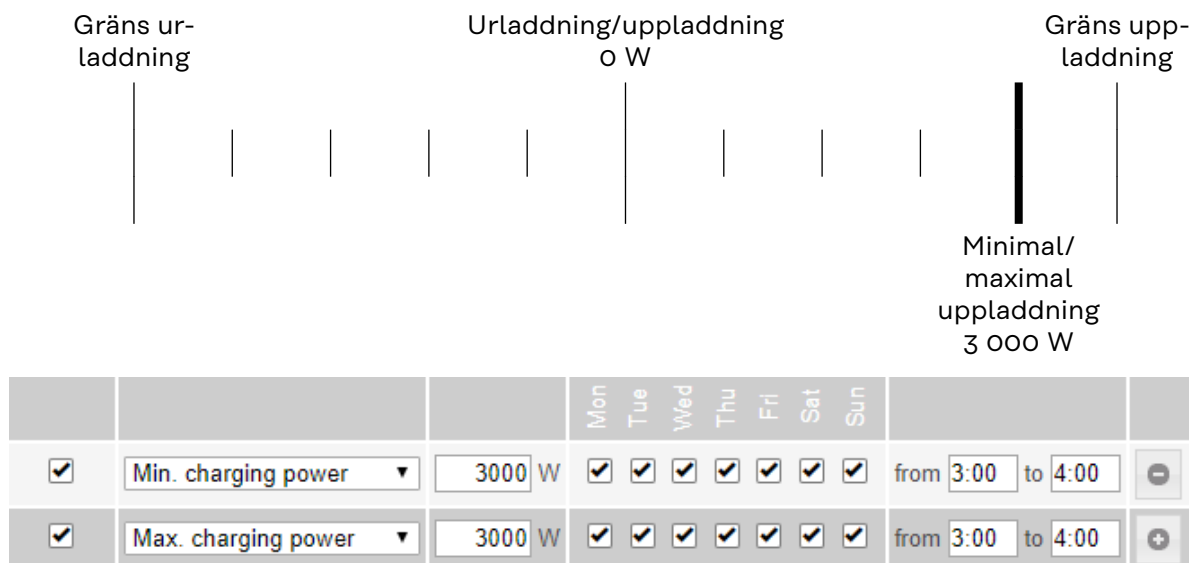 Gräns ur-
laddning
Urladdning/uppladdning
0 W
Gräns upp-
laddning
Minimal/
maximal
uppladdning
3 000 W
Mon Tue Wed Thu Fri Sat Sun
Min. charging power 3000 W from 3:00 to 4:00
Max. charging power 3000 W from 3:00 to 4:00